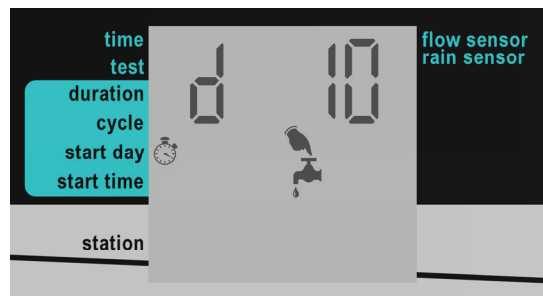 time
test
duration
cycle
start day
start time
station
d 10
flow sensor
rain sensor